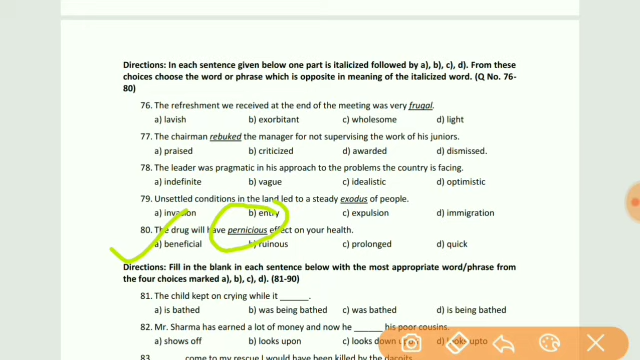 Directions: In each sentence given below one part is italicized followed by a), b), c), d). From these
choices choose the word or phrase which is opposite in meaning of the italicized word. (Q No. 76-
80)
76. The refreshment we received at the end of the meeting was very frugal.
a) lavish b) exorbitant c) wholesome d) light
77. The chairman rebuked the manager for not supervising the work of his juniors.
a) praised b) criticized c) awarded d) dismissed.
78. The leader was pragmatic in his approach to the problems the country is facing.
a) indefinite b) vague c) idealistic d) optimistic
79. Unsettled conditions in the land led to a steady exodus of people.
a) invasion b) entry c) expulsion d) immigration
80. The drug will have pernicious effect on your health.
a) beneficial b) ruinous c) prolonged d) quick
Directions: Fill in the blank in each sentence below with the most appropriate word/phrase from
the four choices marked a), b), c), d). (81-90)
81. The child kept on crying while it ______.
a) is bathed b) was being bathed c) was bathed d) is being bathed
82. Mr. Sharma has earned a lot of money and now he _____ his poor cousins.
a) shows off b) looks upon c) looks down upon d) looks upto
83. ______ come to my rescue I would have been killed by the